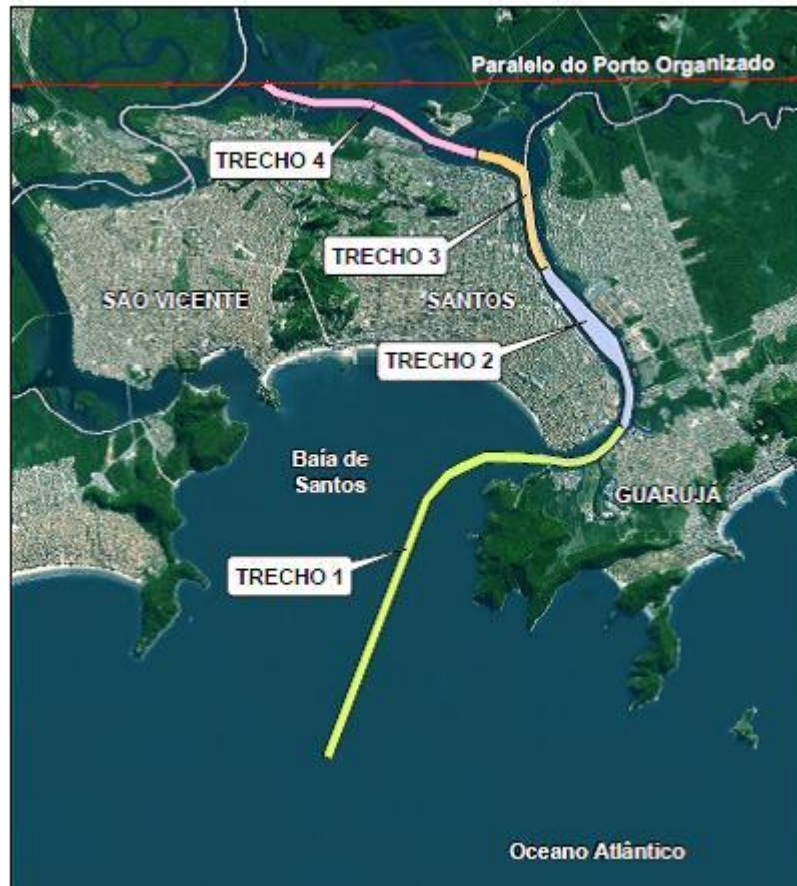 Paralelo do Porto Organizado
TRECHO 4
TRECHO 3
SÃO VICENTE
SANTOS
TRECHO 2
Baía de
Santos
GUARUJÁ
TRECHO 1
Oceano Atlântico